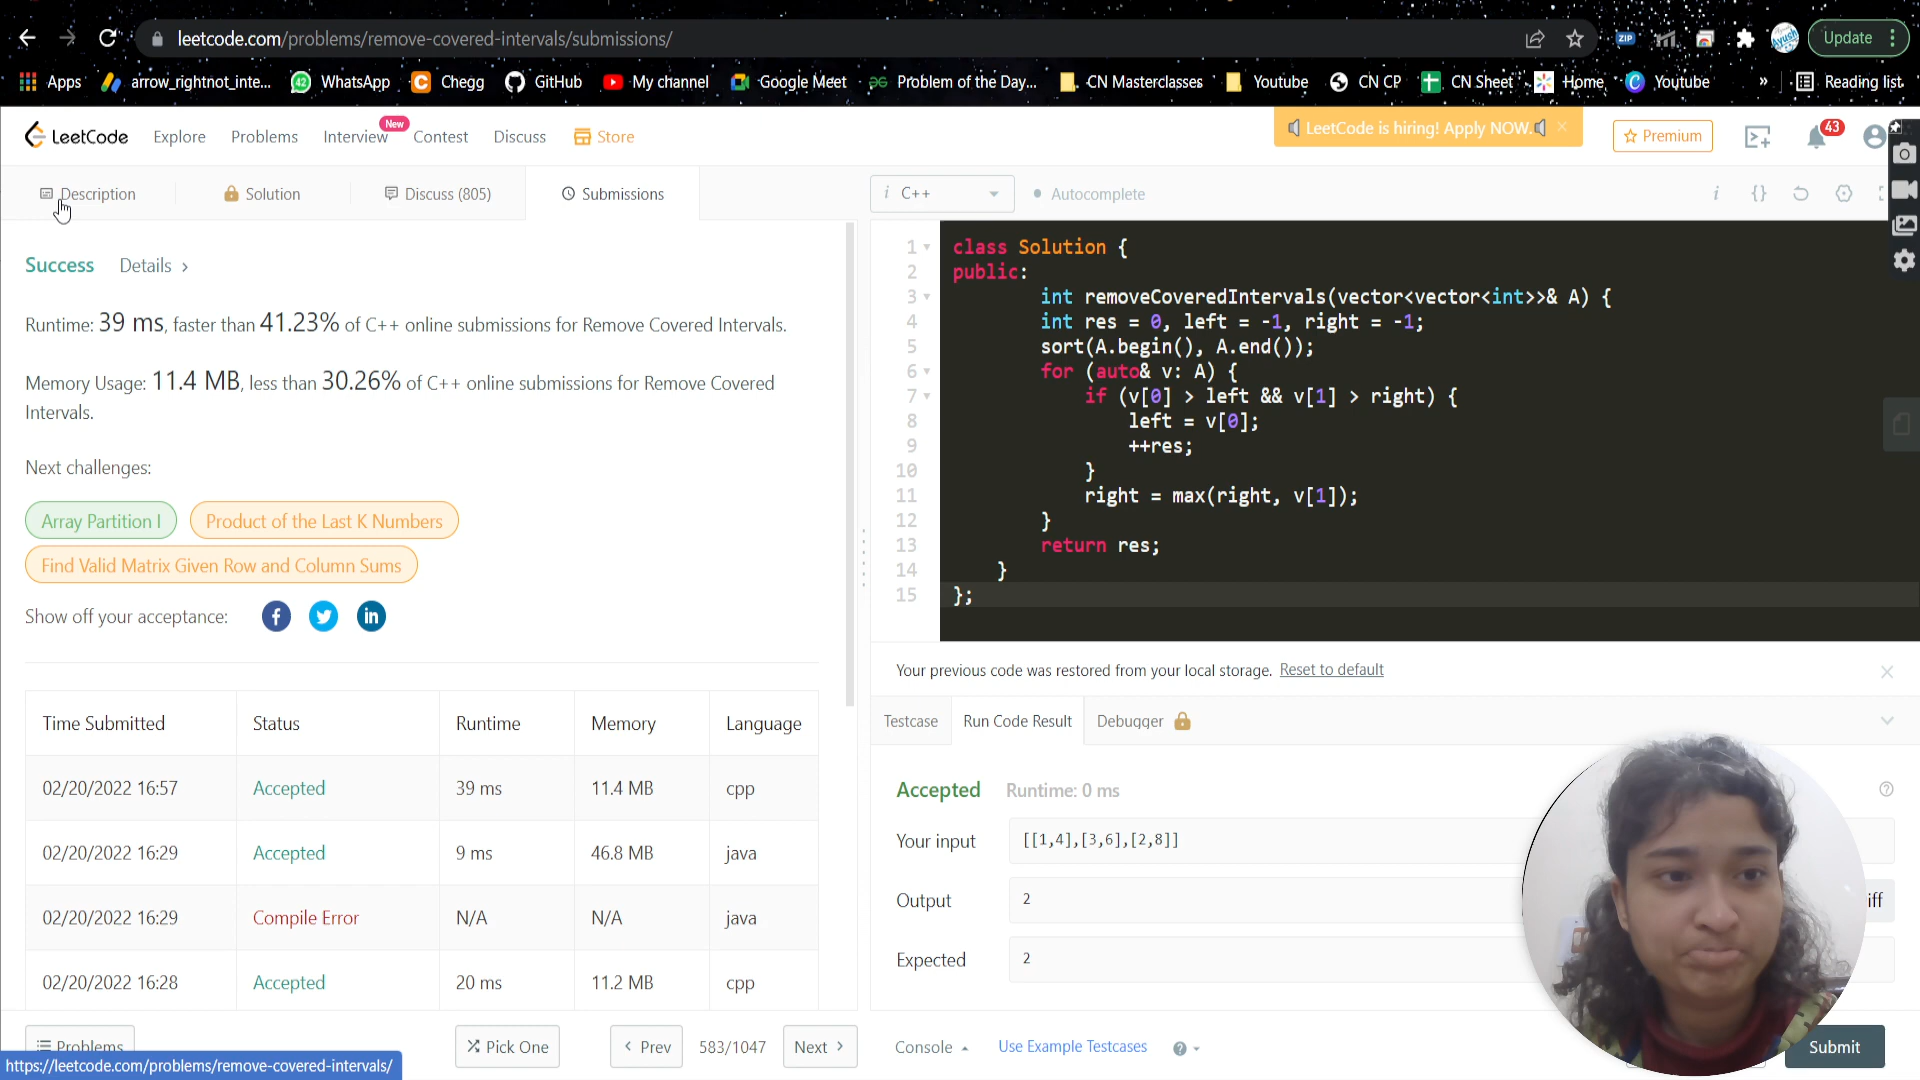 leetcode.com/problems/remove-covered-intervals/submissions/
ZIP
Ayush
Update
Apps
arrow_rightnot_inte...
42
WhatsApp
Chegg
GitHub
My channel
Google Meet
Problem of the Day...
CN Masterclasses
Youtube
CN CP
CN Sheet
Home
Youtube
»
Reading list
LeetCode
Explore
Problems
Interview
New
Contest
Discuss
Store
LeetCode is hiring! Apply NOW.
Premium
43
Description
Solution
Discuss (805)
Submissions
i C++
Autocomplete
i {}
Success
Details >
Runtime: 39 ms, faster than 41.23% of C++ online submissions for Remove Covered Intervals.
Memory Usage: 11.4 MB, less than 30.26% of C++ online submissions for Remove Covered
Intervals.
Next challenges:
Array Partition I
Product of the Last K Numbers
Find Valid Matrix Given Row and Column Sums
Show off your acceptance:
f
in
Time Submitted Status Runtime Memory Language
02/20/2022 16:57 Accepted 39 ms 11.4 MB cpp
02/20/2022 16:29 Accepted 9 ms 46.8 MB java
02/20/2022 16:29 Compile Error N/A N/A java
02/20/2022 16:28 Accepted 20 ms 11.2 MB cpp
Problems
Pick One
< Prev
583/1047
Next >
https://leetcode.com/problems/remove-covered-intervals/
1 class Solution {
2 public:
3 int removeCoveredIntervals(vector<vector<int>>& A) {
4 int res = 0, left = -1, right = -1;
5 sort(A.begin(), A.end());
6 for (auto& v: A) {
7 if (v[0] > left && v[1] > right) {
8 left = v[0];
9 ++res;
10 }
11 right = max(right, v[1]);
12 }
13 return res;
14 }
15 };
Your previous code was restored from your local storage. Reset to default
Testcase
Run Code Result
Debugger
Accepted
Runtime: 0 ms
Your input
[[1,4],[3,6],[2,8]]
Output
2
iff
Expected
2
Console
Use Example Testcases
?
Submit